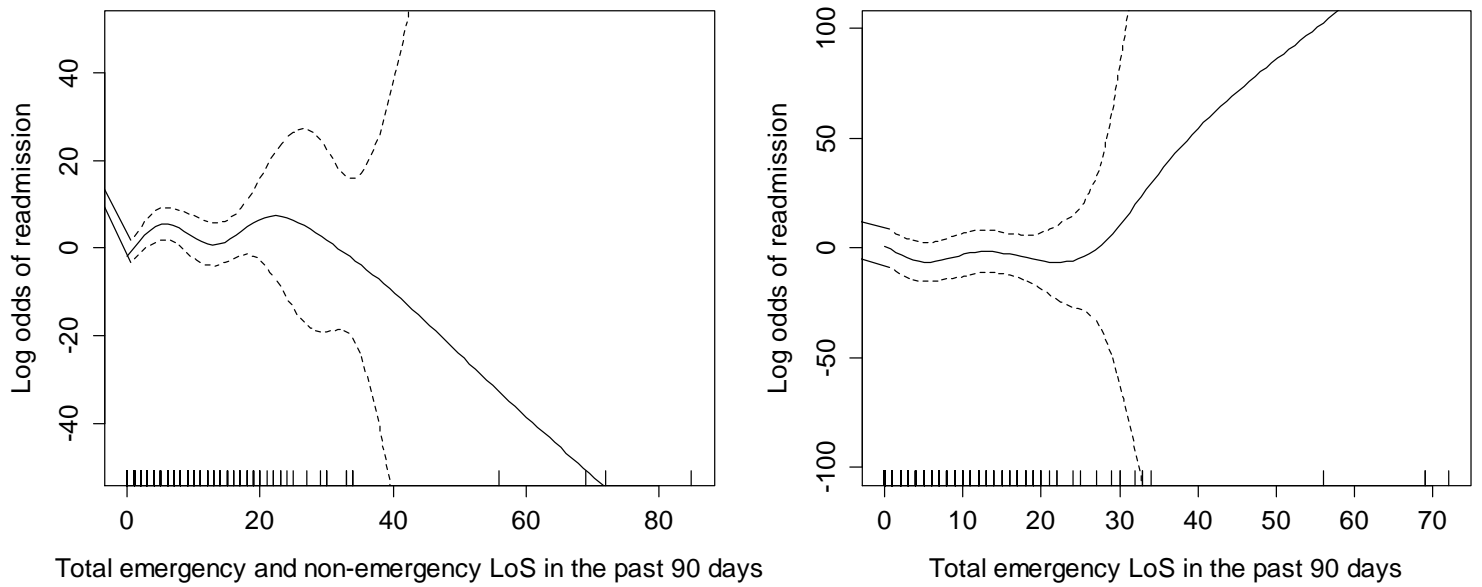 Log odds of readmission
40
20
0
-20
-40
0 20 40 60 80
Total emergency and non-emergency LoS in the past 90 days
Log odds of readmission
100
50
0
-50
-100
0 10 20 30 40 50 60 70
Total emergency LoS in the past 90 days